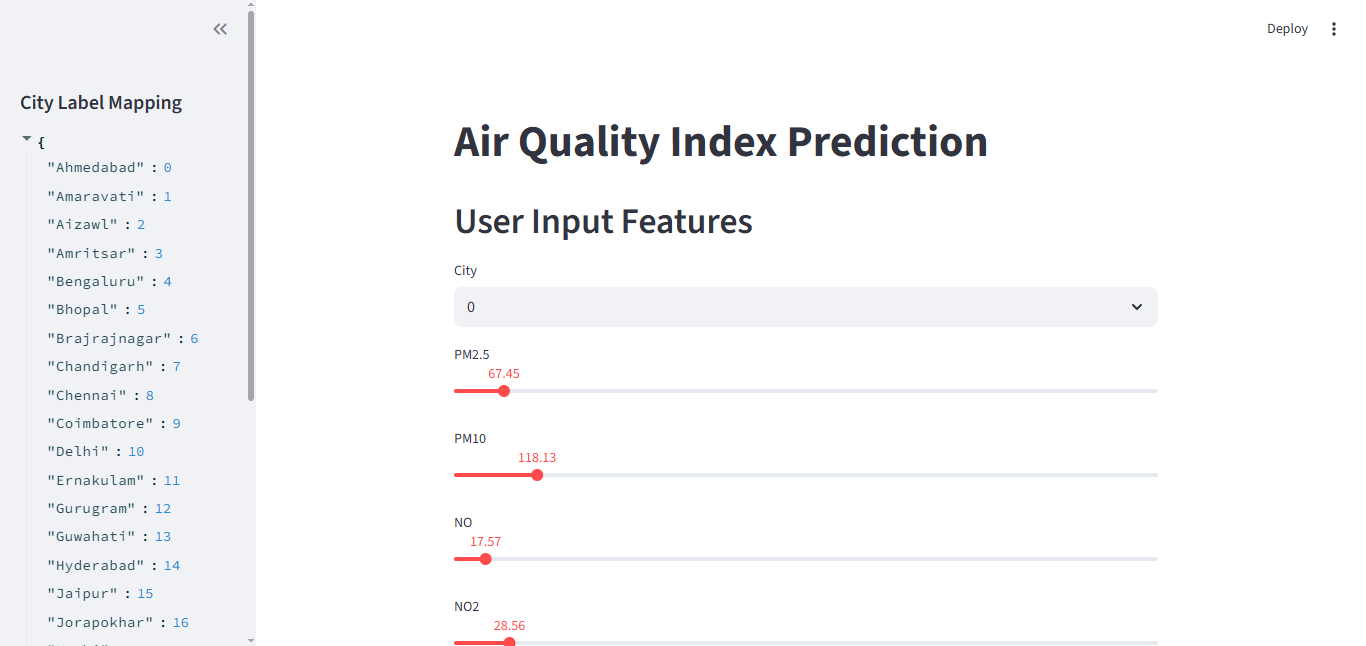 City Label Mapping
{
"Ahmedabad" : 0
"Amaravati" : 1
"Aizawl" : 2
"Amritsar" : 3
"Bengaluru" : 4
"Bhopal" : 5
"Brajrajnagar" : 6
"Chandigarh" : 7
"Chennai" : 8
"Coimbatore" : 9
"Delhi" : 10
"Ernakulam" : 11
"Gurugram" : 12
"Guwahati" : 13
"Hyderabad" : 14
"Jaipur" : 15
"Jorapokhar" : 16
Deploy
Air Quality Index Prediction
User Input Features
City
0
PM2.5
67.45
PM10
118.13
NO
17.57
NO2
28.56